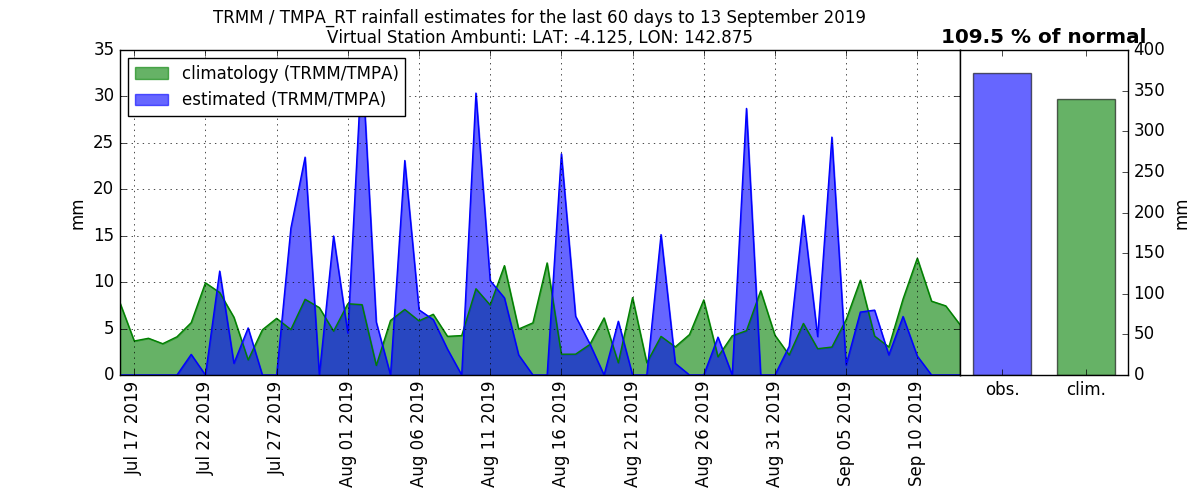 TRMM / TMPA_RT rainfall estimates for the last 60 days to 13 September 2019
Virtual Station Ambunti: LAT: -4.125, LON: 142.875
109.5 % of normal
climatology (TRMM/TMPA)
estimated (TRMM/TMPA)
35
30
25
20
15
10
5
0
mm
400
350
300
250
200
150
100
50
0
mm
Jul 17 2019
Jul 22 2019
Jul 27 2019
Aug 01 2019
Aug 06 2019
Aug 11 2019
Aug 16 2019
Aug 21 2019
Aug 26 2019
Aug 31 2019
Sep 05 2019
Sep 10 2019
obs.
clim.